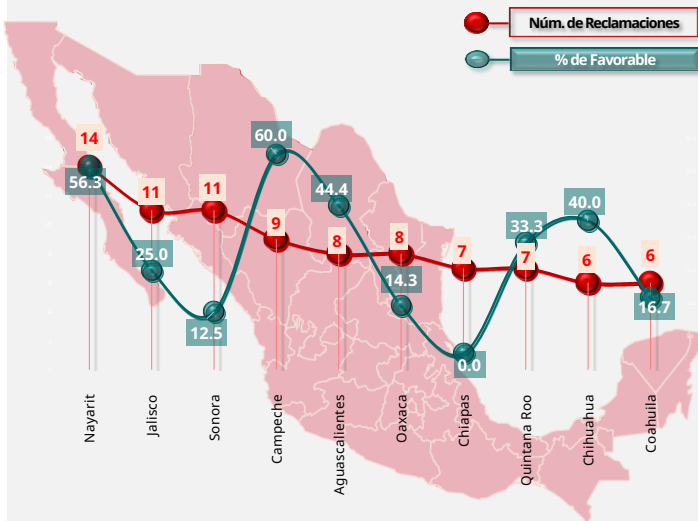 Núm. de Reclamaciones
% de Favorable
14
11
11
9
8
8
7
7
6
6
56.3
25.0
12.5
60.0
44.4
14.3
0.0
33.3
40.0
16.7
Nayarit
Jalisco
Sonora
Campeche
Aguascalientes
Oaxaca
Chiapas
Quintana Roo
Chihuahua
Coahuila